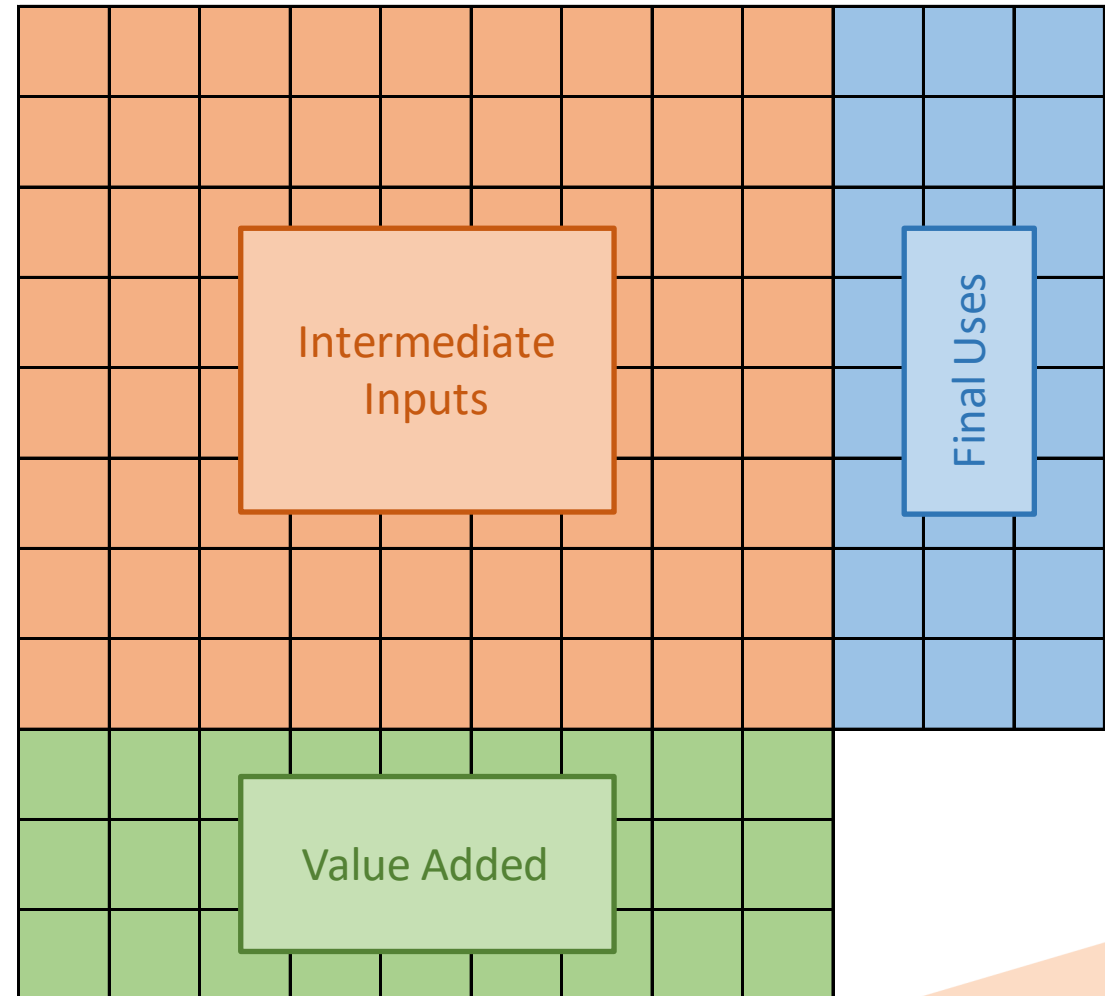 Intermediate
Inputs
Final Uses
Value Added